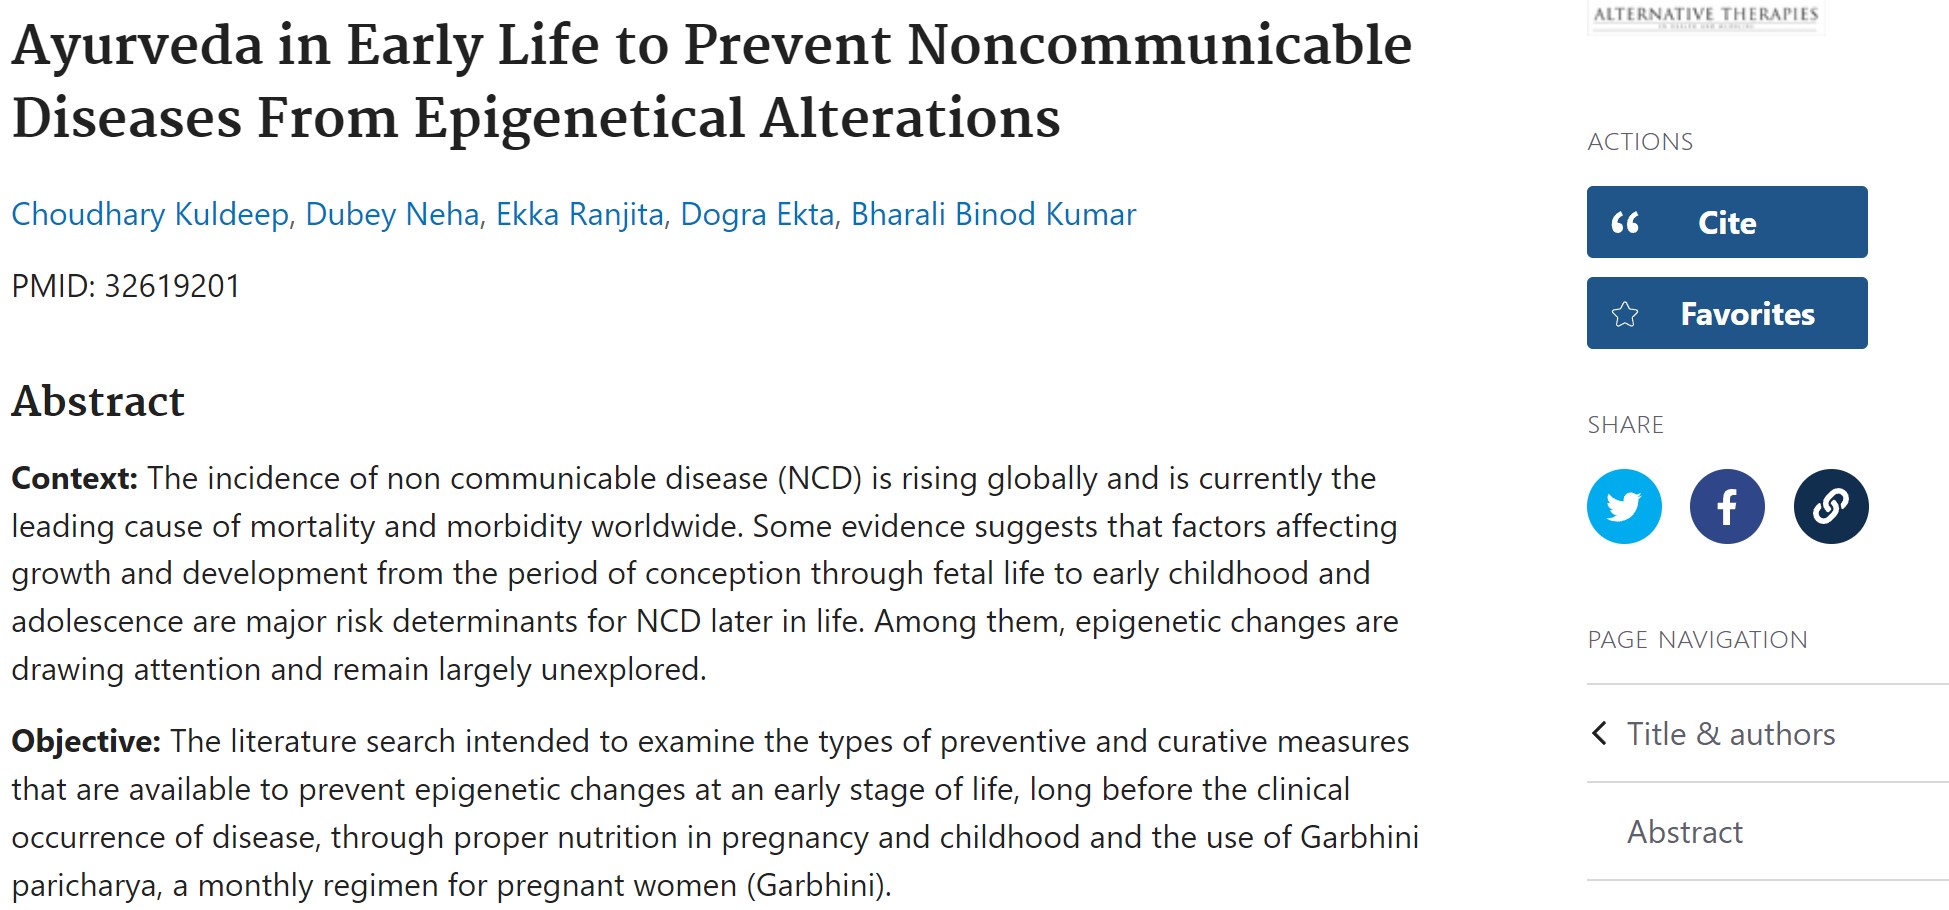 Ayurveda in Early Life to Prevent Noncommunicable
Diseases From Epigenetical Alterations
Choudhary Kuldeep, Dubey Neha, Ekka Ranjita, Dogra Ekta, Bharali Binod Kumar
PMID: 32619201
Abstract
Context: The incidence of non communicable disease (NCD) is rising globally and is currently the
leading cause of mortality and morbidity worldwide. Some evidence suggests that factors affecting
growth and development from the period of conception through fetal life to early childhood and
adolescence are major risk determinants for NCD later in life. Among them, epigenetic changes are
drawing attention and remain largely unexplored.
Objective: The literature search intended to examine the types of preventive and curative measures
that are available to prevent epigenetic changes at an early stage of life, long before the clinical
occurrence of disease, through proper nutrition in pregnancy and childhood and the use of Garbhini
paricharya, a monthly regimen for pregnant women (Garbhini).
ALTERNATIVE THERAPIES
ACTIONS
Cite
Favorites
SHARE
PAGE NAVIGATION
Title & authors
Abstract